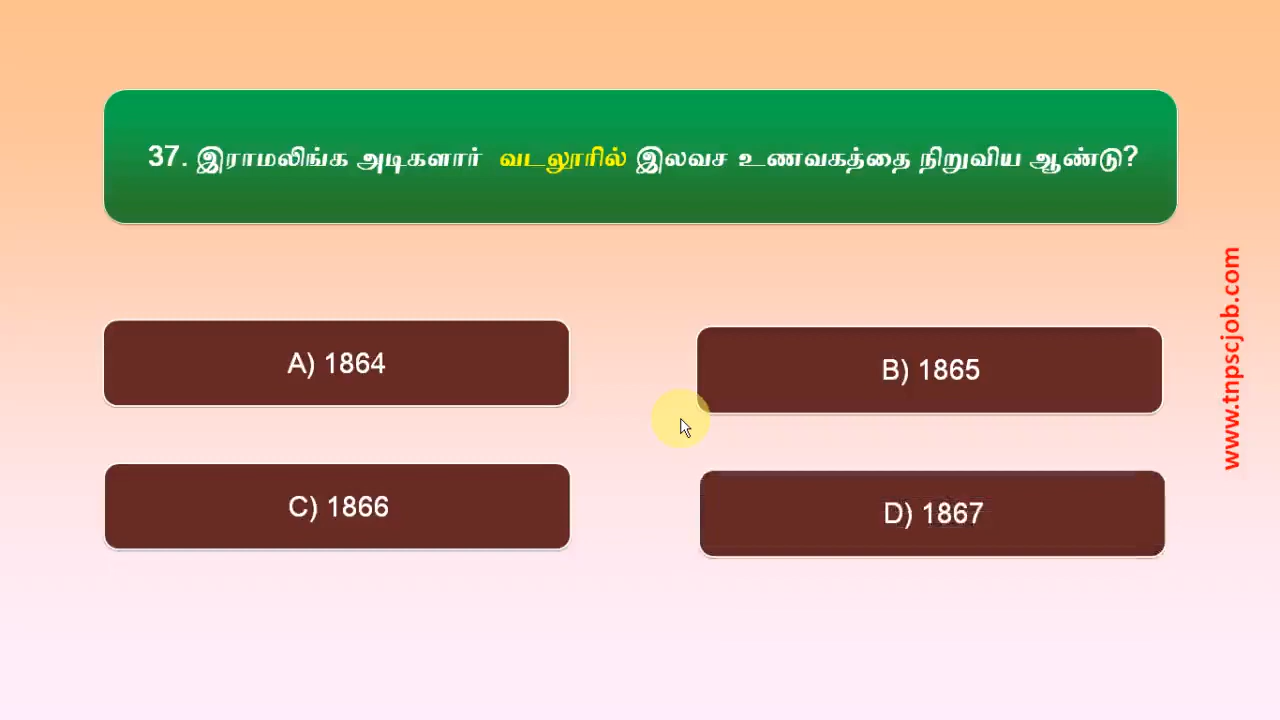 37. இராமலிங்க அடிகளார் வடலூரில் இலவச உணவகத்தை நிறுவிய ஆண்டு?
A) 1864
B) 1865
C) 1866
D) 1867
www.tnpscjob.com